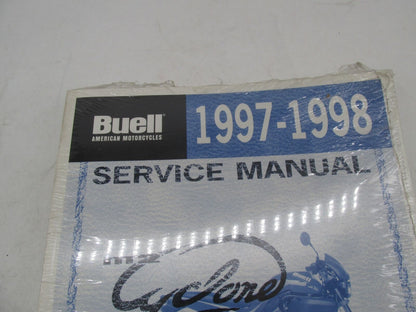 Buell
AMERICAN MOTORCYCLES
1997-1998
SERVICE MANUAL
Cyclone